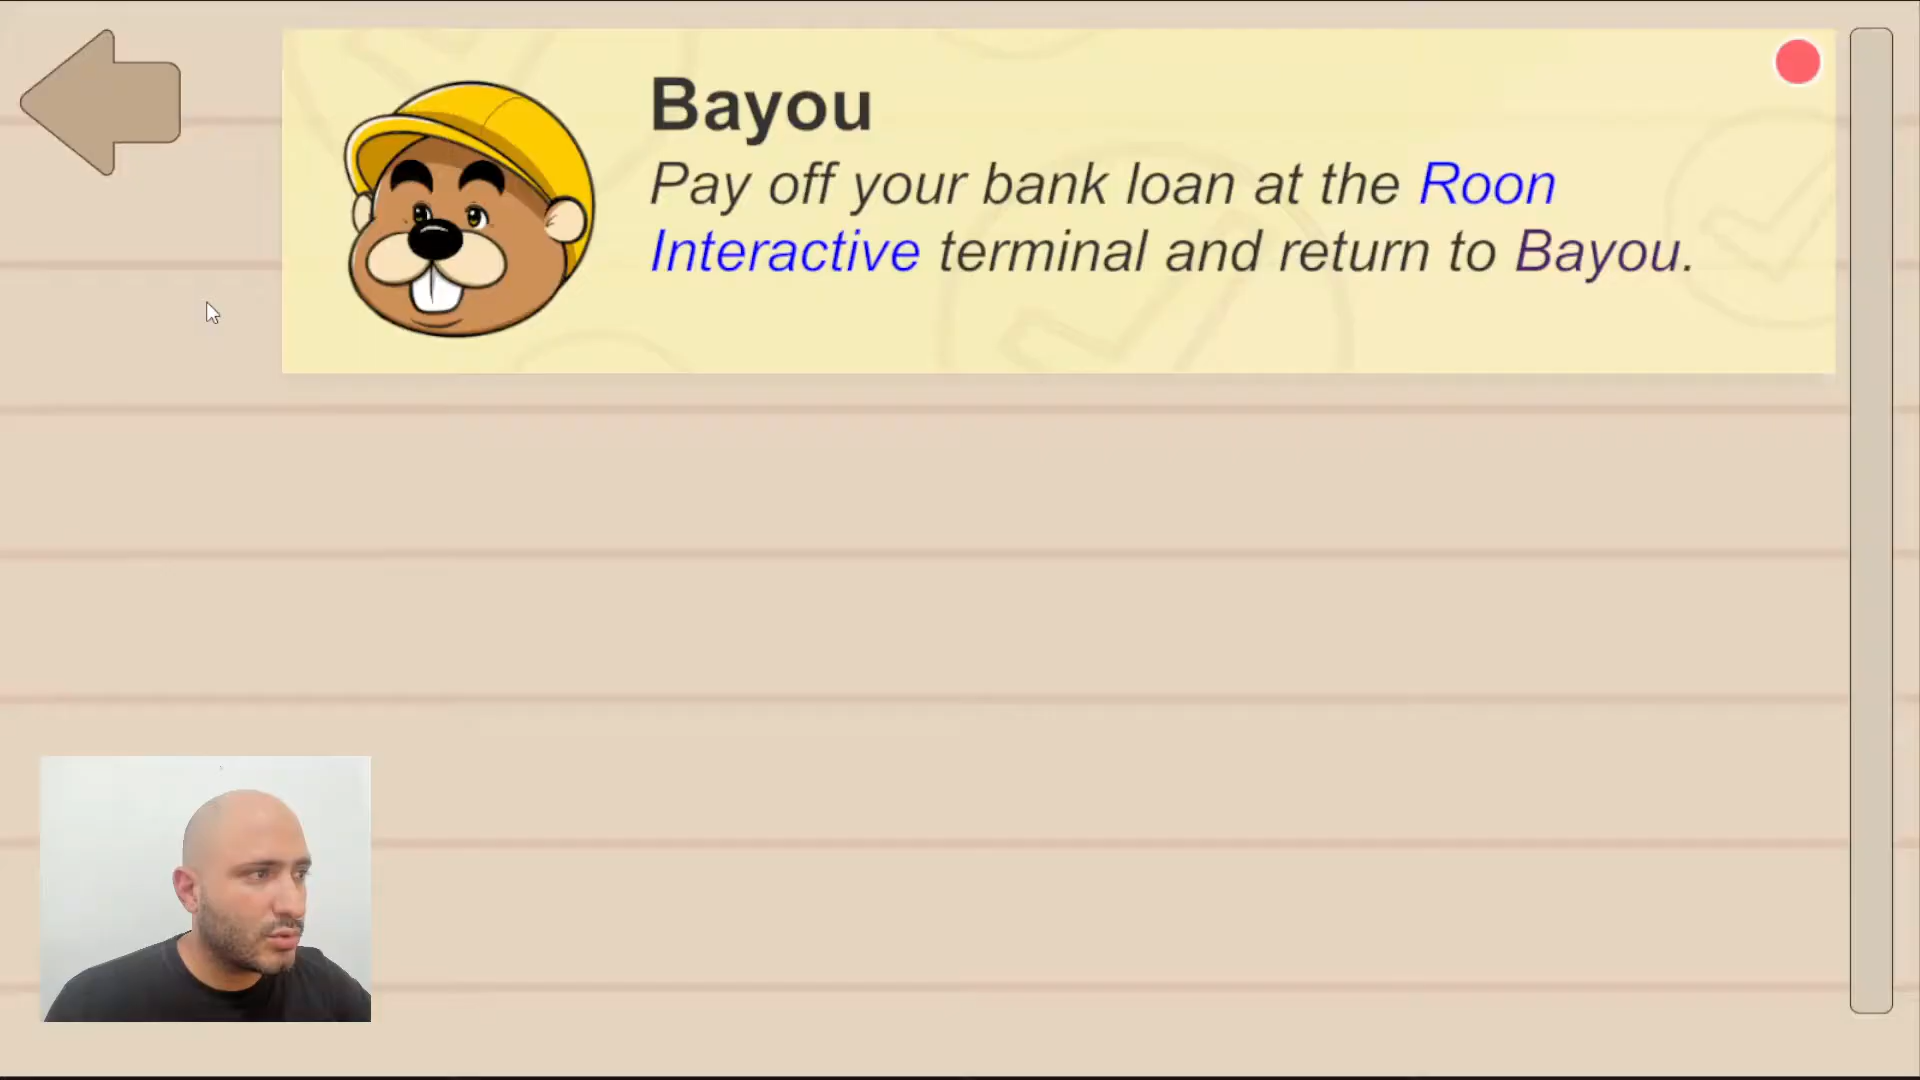 Bayou
Pay off your bank loan at the Roon
Interactive terminal and return to Bayou.